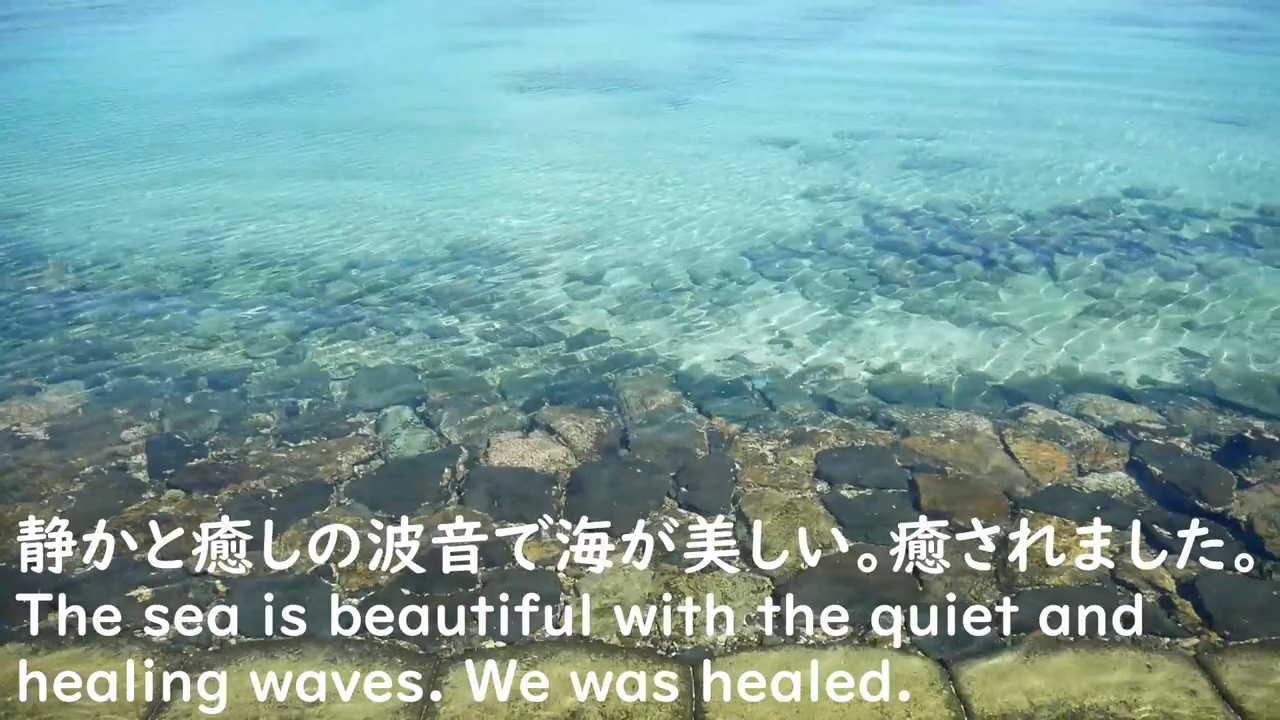 静かと癒しの波音で海が美しい。癒されました。
The sea is beautiful with the quiet and
healing waves. We was healed.